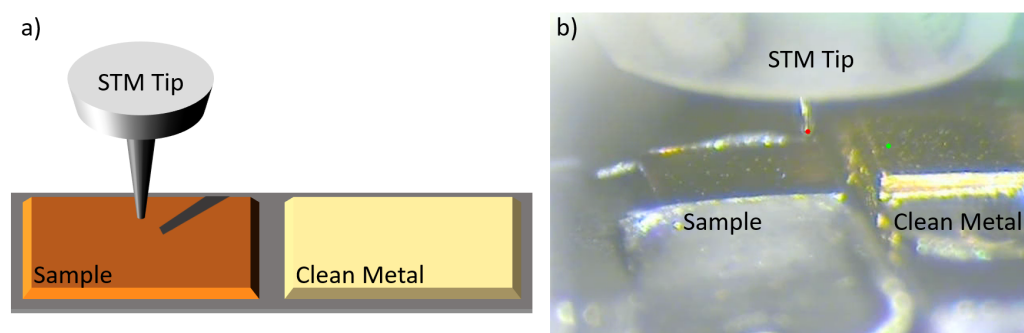 a)
STM Tip
Sample
Clean Metal
b)
STM Tip
Sample
Clean Metal